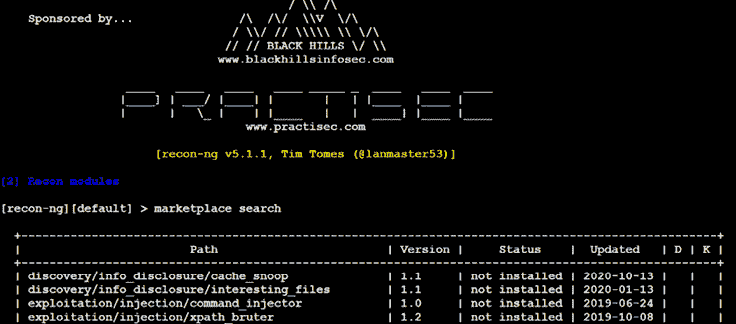 Sponsored by...
BLACK HILLS
www.blackhillsinfosec.com
PRACTISEC
www.practisec.com
[recon-ng v5.1.1, Tim Tomes (@lanmaster53)]
[2] Recon modules
[recon-ng][default] > marketplace search
| Path | Version | Status | Updated | D | K |
| discovery/info_disclosure/cache_snoop | 1.1 | not installed | 2020-10-13 | | |
| discovery/info_disclosure/interesting_files | 1.1 | not installed | 2020-01-13 | | |
| exploitation/injection/command_injector | 1.0 | not installed | 2019-06-24 | | |
| exploitation/injection/xpath_bruter | 1.2 | not installed | 2019-10-08 | | |